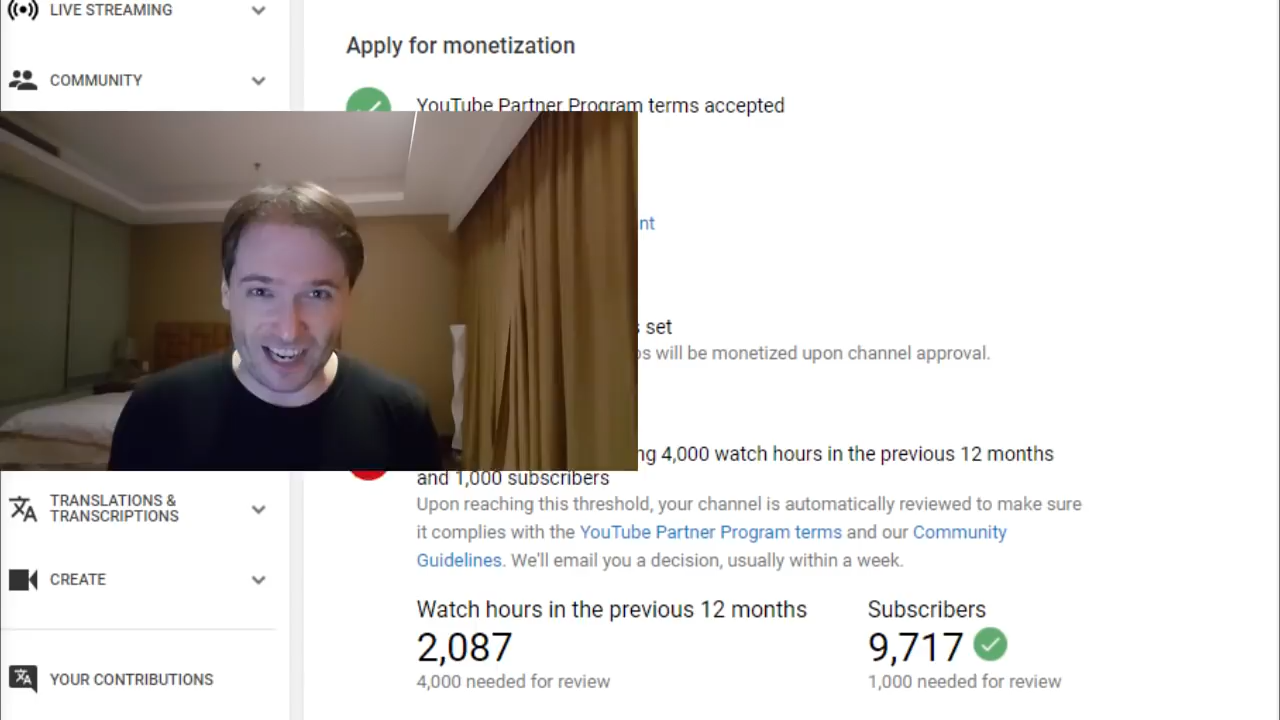 LIVE STREAMING
COMMUNITY
TRANSLATIONS &
TRANSCRIPTIONS
CREATE
YOUR CONTRIBUTIONS
Apply for monetization
YouTube Partner Program terms accepted
nt
s set
os will be monetized upon channel approval.
ng 4,000 watch hours in the previous 12 months
and 1,000 subscribers
Upon reaching this threshold, your channel is automatically reviewed to make sure
it complies with the YouTube Partner Program terms and our Community
Guidelines. We'll email you a decision, usually within a week.
Watch hours in the previous 12 months
2,087
4,000 needed for review
Subscribers
9,717
1,000 needed for review